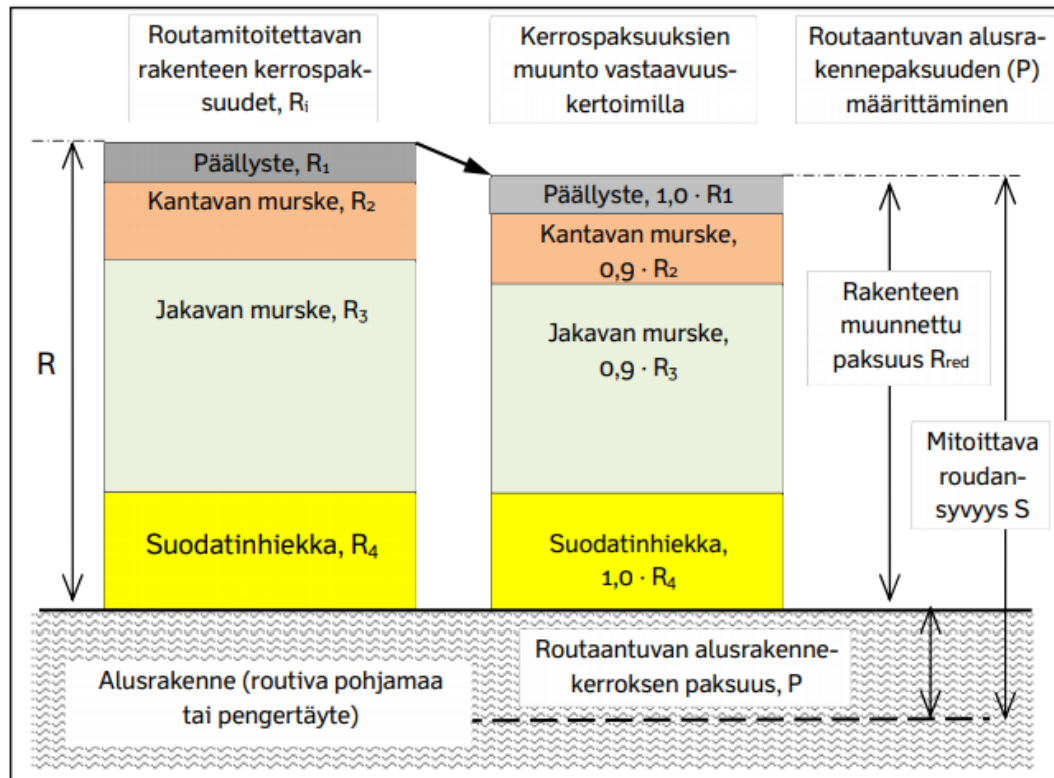 Routamitoitettavan
rakenteen kerrospak-
suudet, Rᵢ
Kerrospaksuuksien
muunto vastaavuus-
kertoimilla
Routaantuvan alusra-
kennepaksuuden (P)
määrittäminen
Päällyste, R₁
Kantavan murske, R₂
Jakavan murske, R₃
R
Suodatinhiekka, R₄
Päällyste, 1,0 · R1
Kantavan murske,
0,9 · R₂
Jakavan murske,
0,9 · R₃
Suodatinhiekka,
1,0 · R₄
Rakenteen
muunnettu
paksuus Rred
Mitoittava
roudan-
syvyys S
Alusrakenne (routiva pohjamaa
tai pengertäyte)
Routaantuvan alusrakenne-
kerroksen paksuus, P